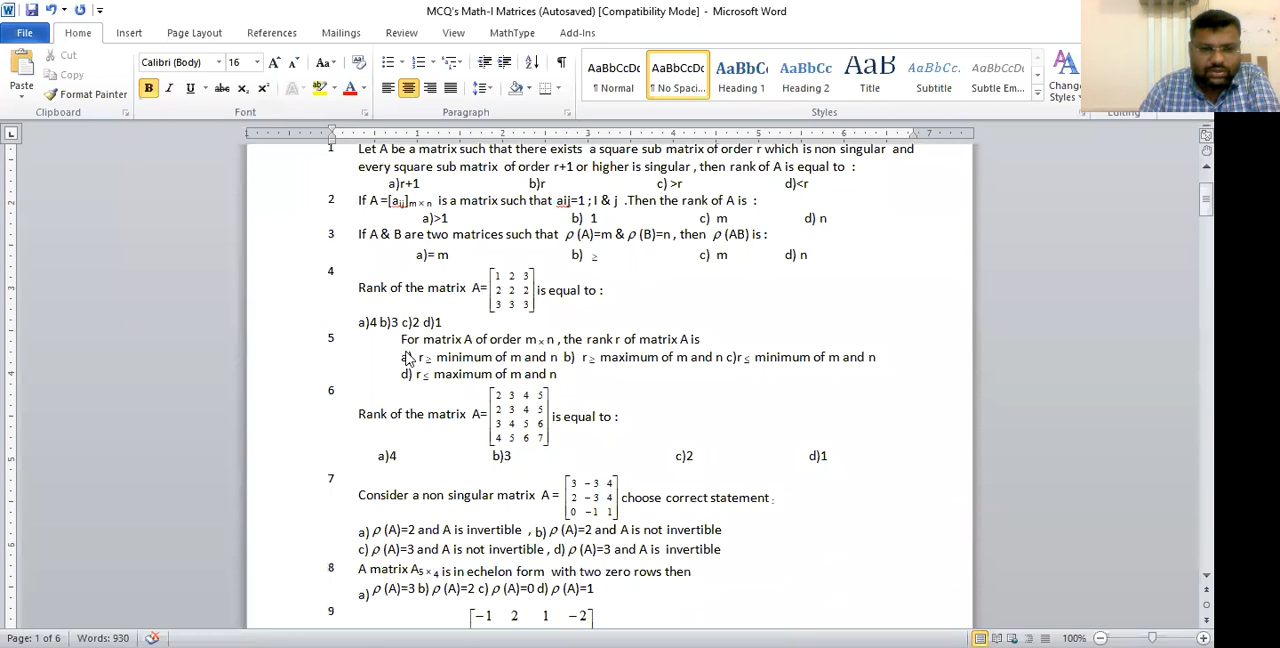 MCQ's Math-I Matrices (Autosaved) [Compatibility Mode] - Microsoft Word
File Home Insert Page Layout References Mailings Review View MathType Add-Ins
Cut
Copy
Format Painter
Paste
Calibri (Body) 16
B I U abc X₂ X²
AaBbCcDc AaBbCcDc AaBbC AaBbCc AaB AaBbCc. AaBbCcDc
¶ Normal ¶ No Spaci... Heading 1 Heading 2 Title Subtitle Subtle Em...
Change
Styles
Clipboard Font Paragraph Styles Editing
1 Let A be a matrix such that there exists a square sub matrix of order r which is non singular and
every square sub matrix of order r+1 or higher is singular , then rank of A is equal to :
a)r+1 b)r c) >r d)<r
2 If A =[aij]m×n is a matrix such that aij=1 ; I & j .Then the rank of A is :
a)>1 b) 1 c) m d) n
3 If A & B are two matrices such that ρ (A)=m & ρ (B)=n , then ρ (AB) is :
a)= m b) ≥ c) m d) n
4
1 2 3
Rank of the matrix A= 2 2 2 is equal to :
3 3 3
a)4 b)3 c)2 d)1
5 For matrix A of order m × n , the rank r of matrix A is
r ≥ minimum of m and n b) r ≥ maximum of m and n c)r ≤ minimum of m and n
d) r ≤ maximum of m and n
6
2 3 4 5
2 3 4 5
Rank of the matrix A= is equal to :
3 4 5 6
4 5 6 7
a)4 b)3 c)2 d)1
7
3 −3 4
Consider a non singular matrix A = 2 −3 4 choose correct statement :
0 −1 1
a) ρ (A)=2 and A is invertible , b) ρ (A)=2 and A is not invertible
c) ρ (A)=3 and A is not invertible , d) ρ (A)=3 and A is invertible
8 A matrix A5×4 is in echelon form with two zero rows then
a) ρ (A)=3 b) ρ (A)=2 c) ρ (A)=0 d) ρ (A)=1
9
−1 2 1 −2
Page: 1 of 6 Words: 930 100%